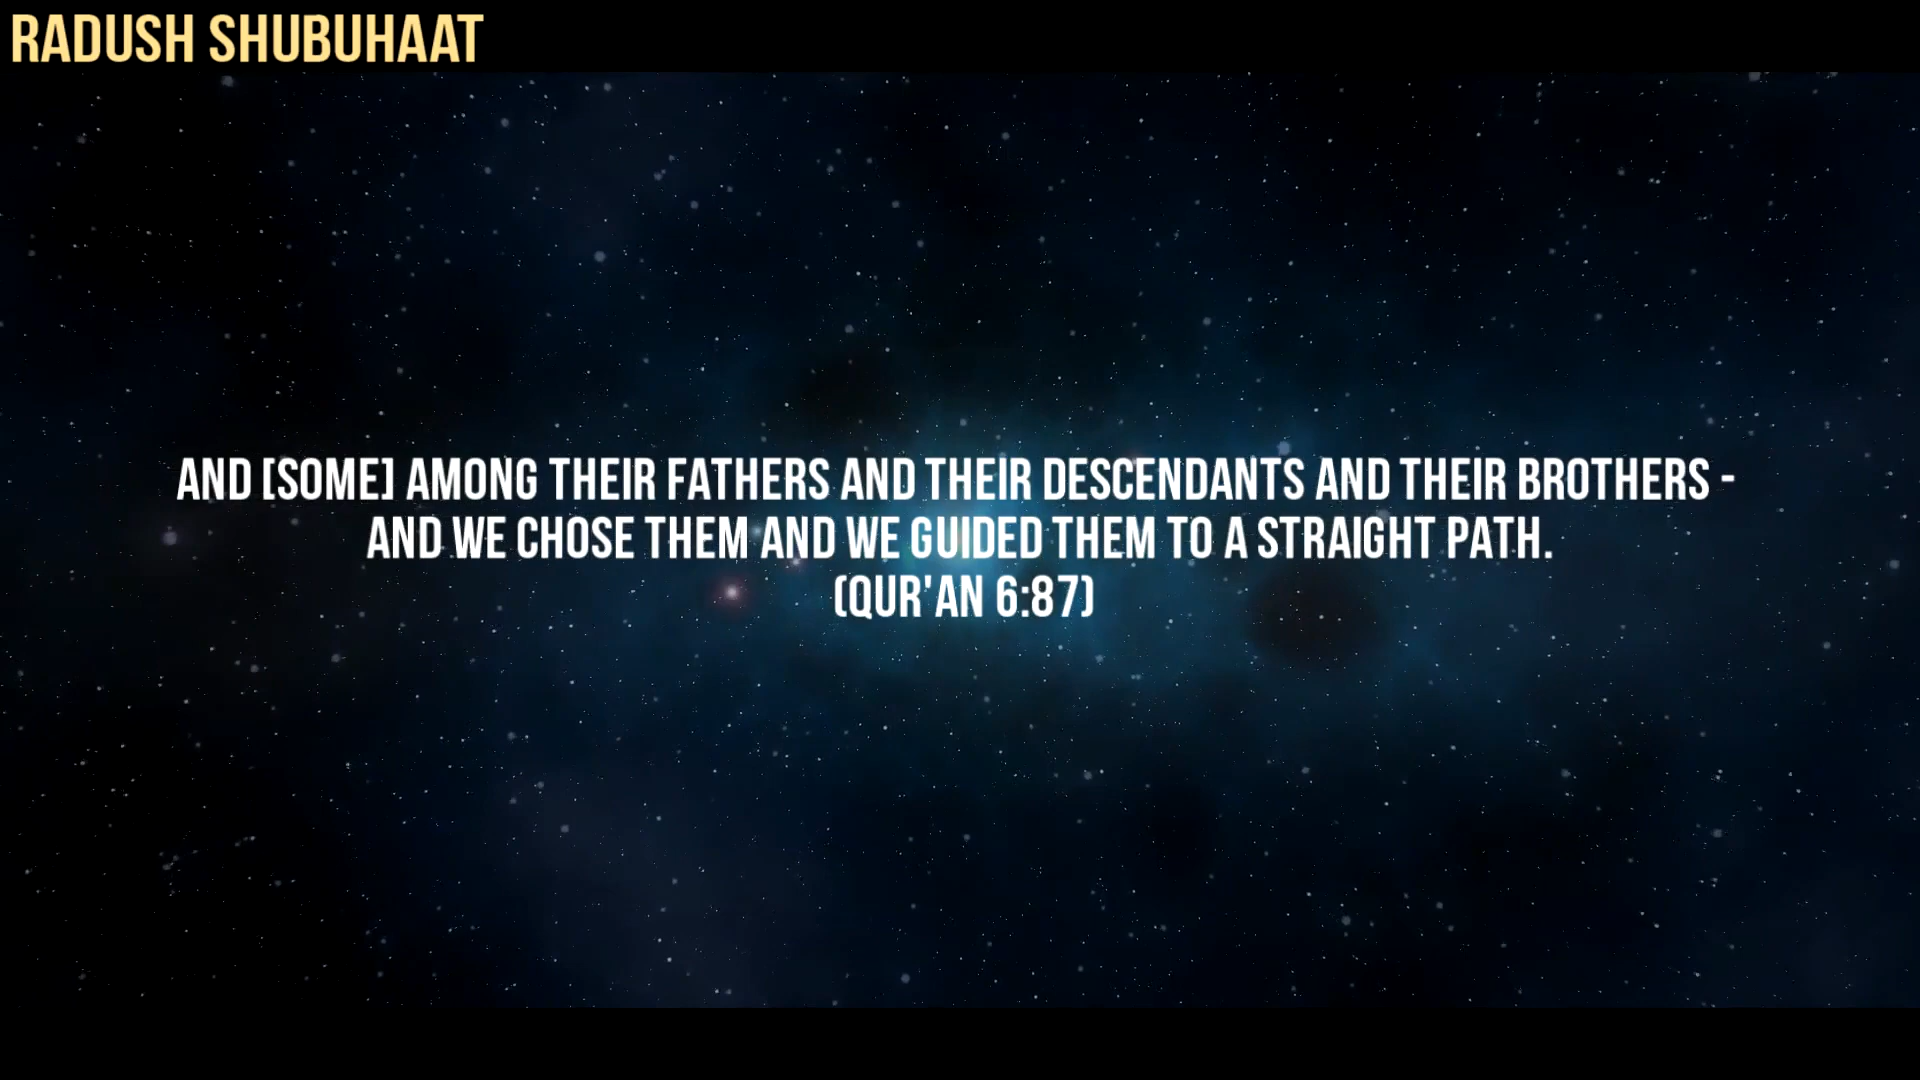 RADUSH SHUBUHAAT
AND [SOME] AMONG THEIR FATHERS AND THEIR DESCENDANTS AND THEIR BROTHERS -
AND WE CHOSE THEM AND WE GUIDED THEM TO A STRAIGHT PATH.
(QUR'AN 6:87)